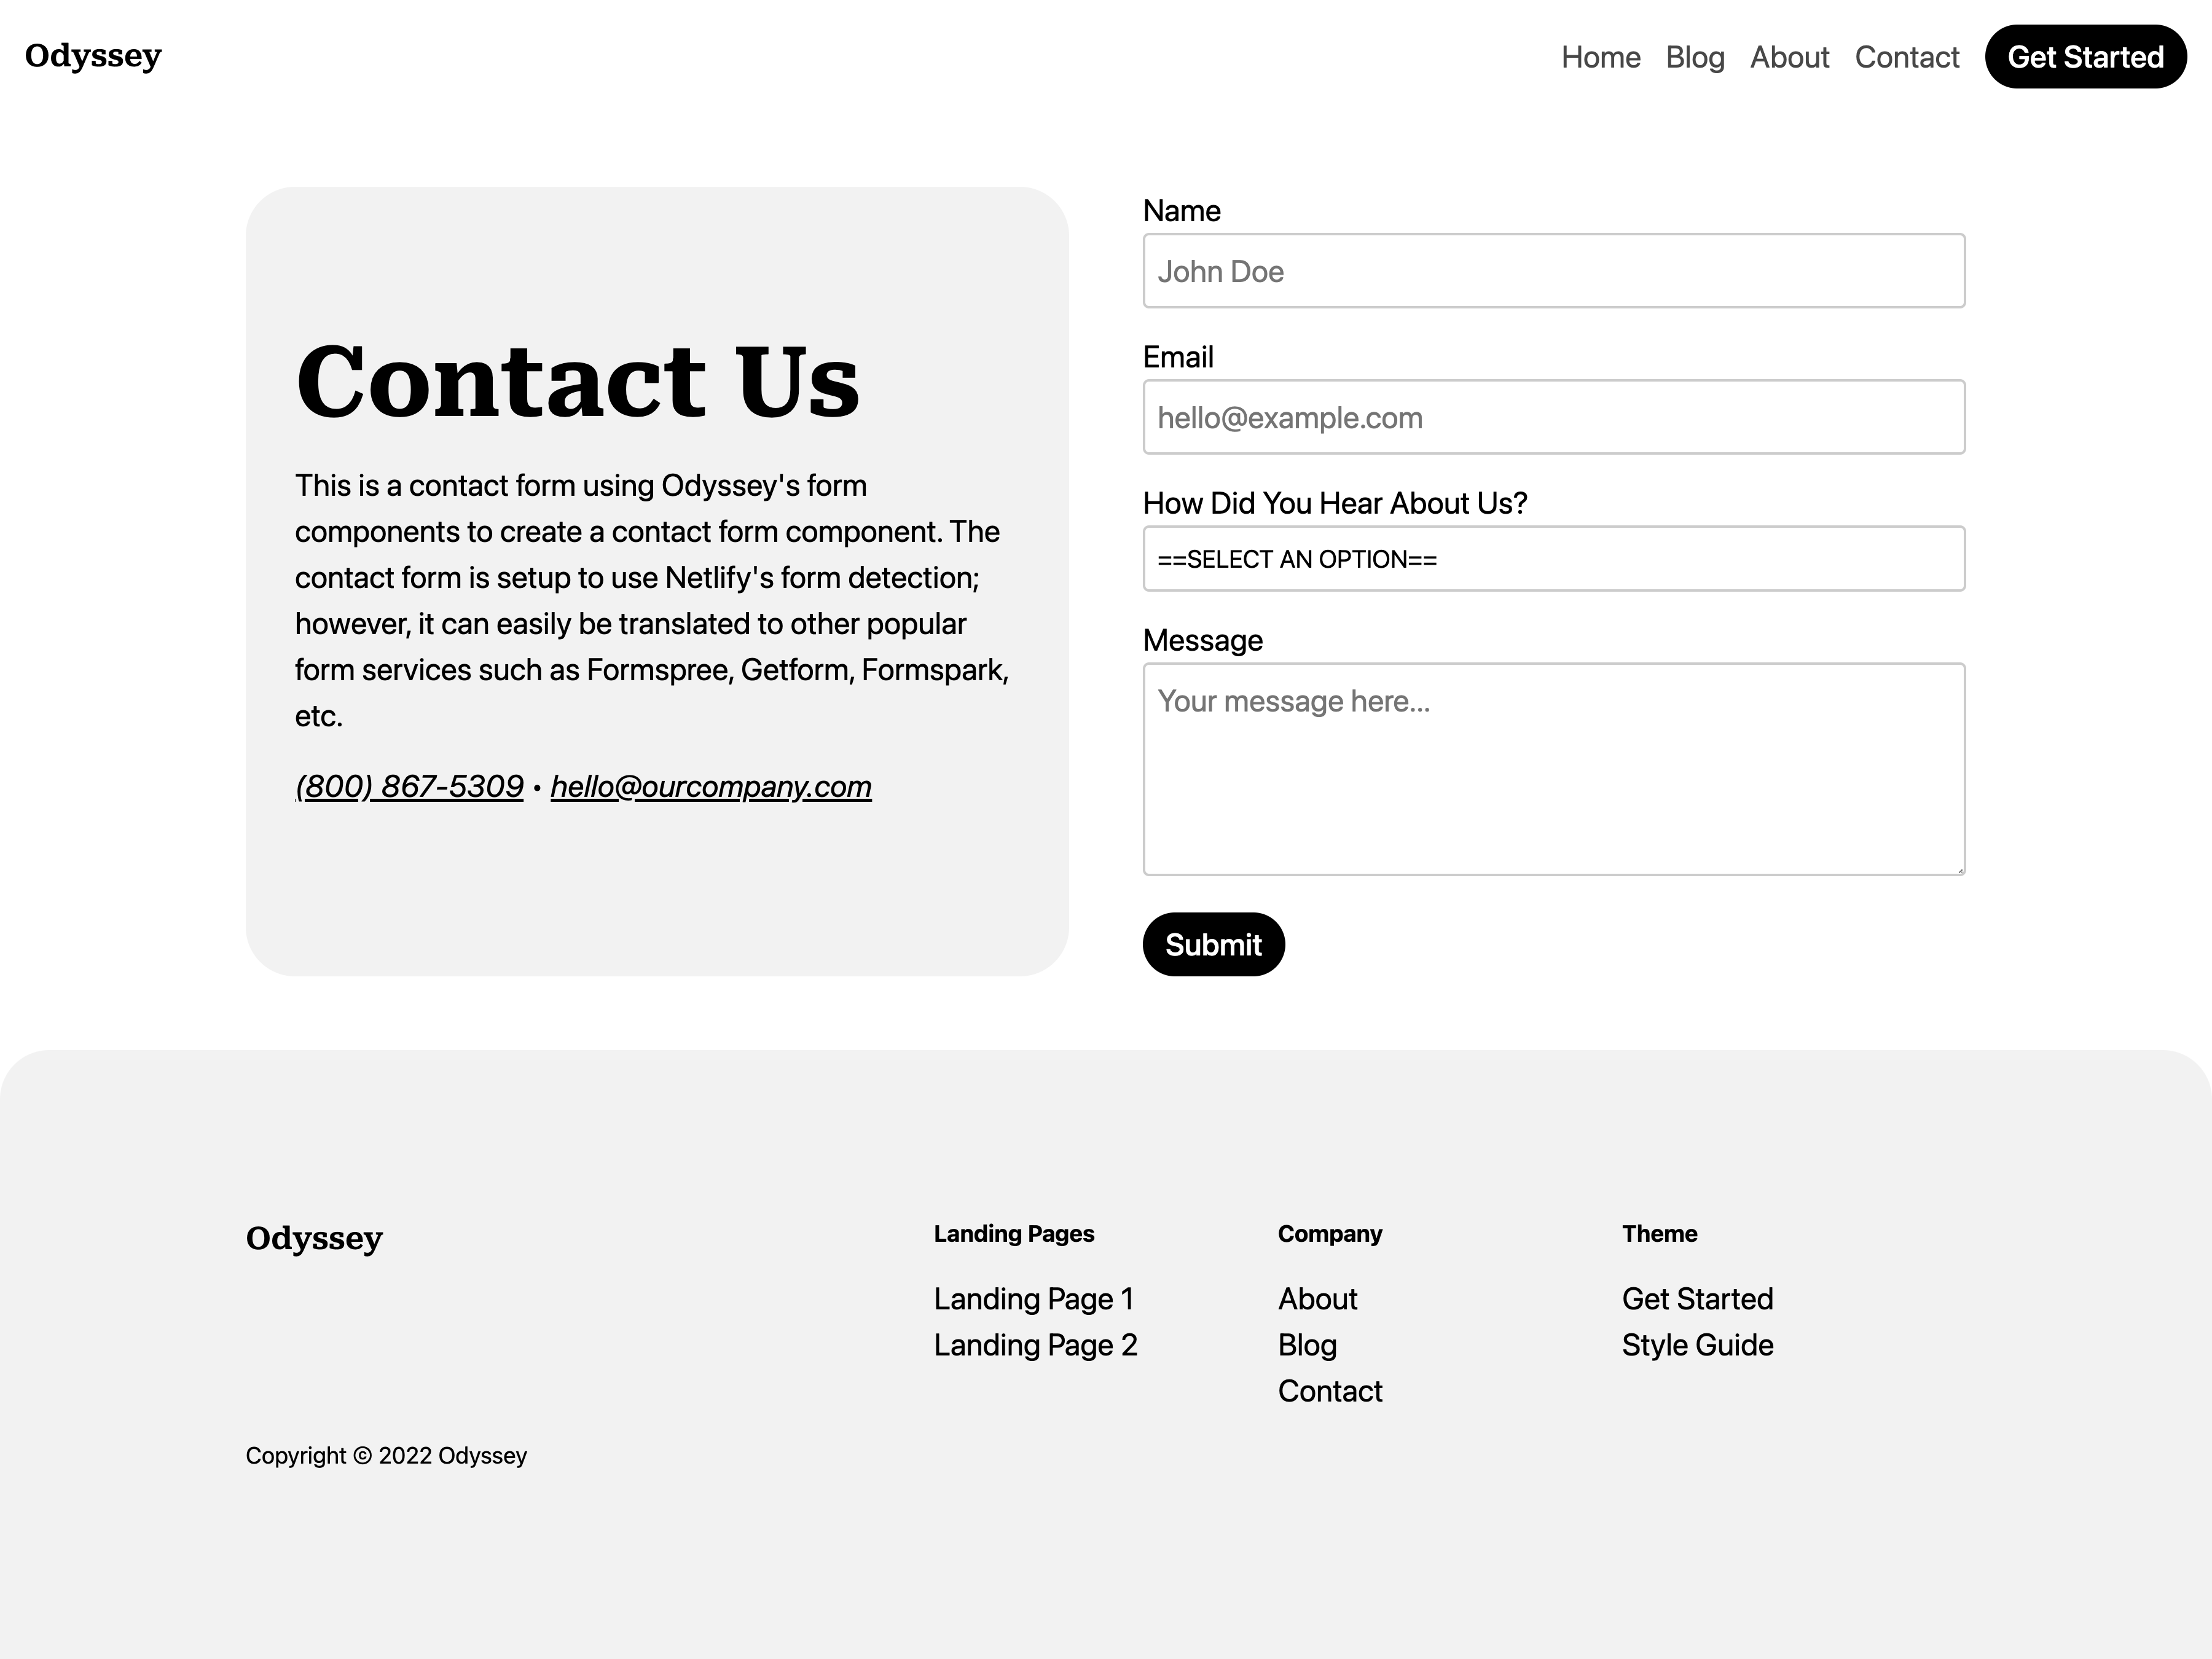 Odyssey
Home Blog About Contact Get Started
Contact Us
This is a contact form using Odyssey's form
components to create a contact form component. The
contact form is setup to use Netlify's form detection;
however, it can easily be translated to other popular
form services such as Formspree, Getform, Formspark,
etc.
(800) 867-5309 • hello@ourcompany.com
Name
John Doe
Email
hello@example.com
How Did You Hear About Us?
==SELECT AN OPTION==
Message
Your message here...
Submit
Odyssey
Landing Pages
Landing Page 1
Landing Page 2
Company
About
Blog
Contact
Theme
Get Started
Style Guide
Copyright © 2022 Odyssey